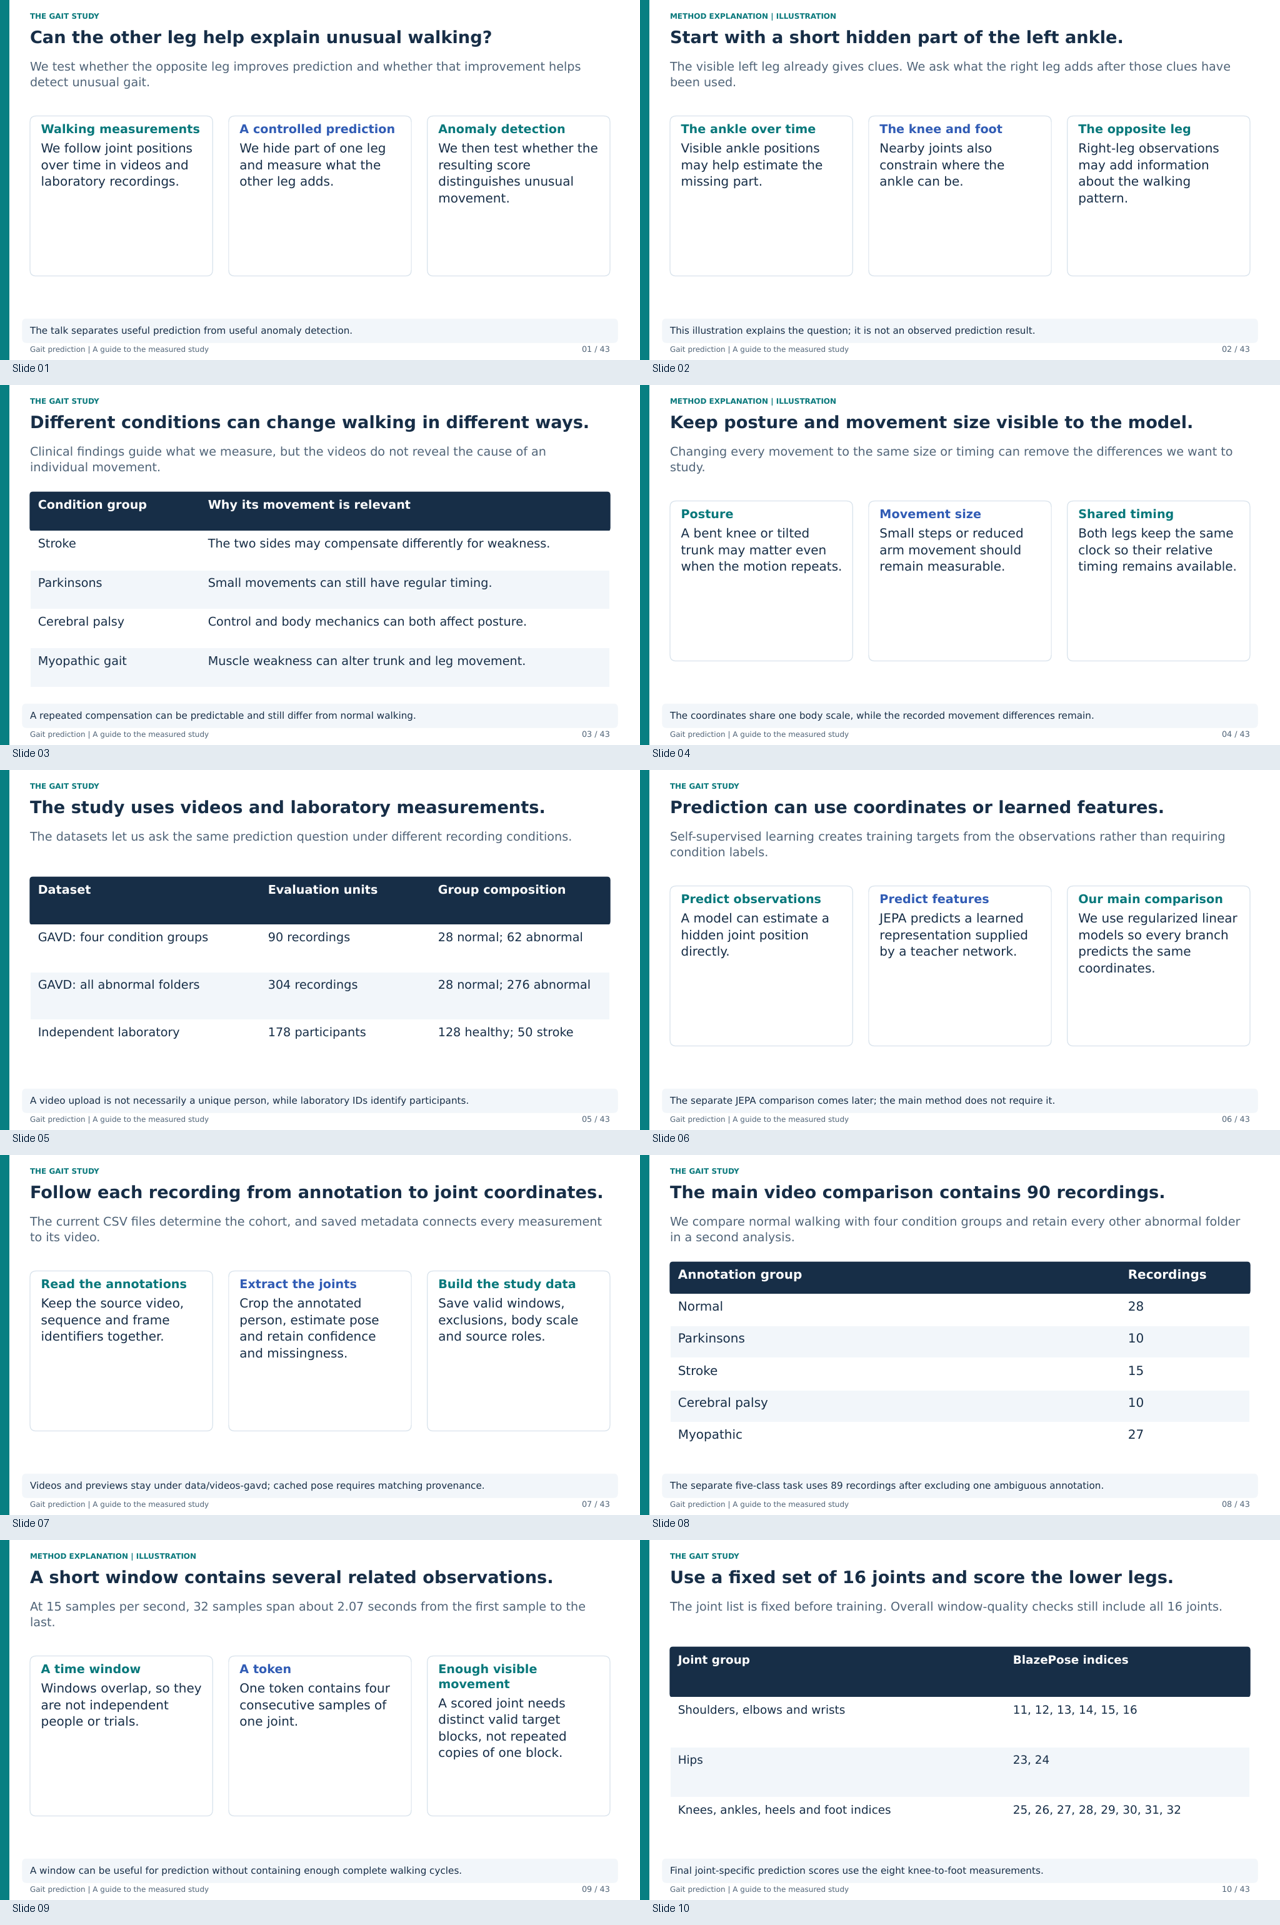 THE GAIT STUDY
Can the other leg help explain unusual walking?
We test whether the opposite leg improves prediction and whether that improvement helps
detect unusual gait.
Walking measurements
We follow joint positions
over time in videos and
laboratory recordings.
A controlled prediction
We hide part of one leg
and measure what the
other leg adds.
Anomaly detection
We then test whether the
resulting score
distinguishes unusual
movement.
The talk separates useful prediction from useful anomaly detection.
Gait prediction | A guide to the measured study
01 / 43
Slide 01
METHOD EXPLANATION | ILLUSTRATION
Start with a short hidden part of the left ankle.
The visible left leg already gives clues. We ask what the right leg adds after those clues have
been used.
The ankle over time
Visible ankle positions
may help estimate the
missing part.
The knee and foot
Nearby joints also
constrain where the
ankle can be.
The opposite leg
Right-leg observations
may add information
about the walking
pattern.
This illustration explains the question; it is not an observed prediction result.
Gait prediction | A guide to the measured study
02 / 43
Slide 02
THE GAIT STUDY
Different conditions can change walking in different ways.
Clinical findings guide what we measure, but the videos do not reveal the cause of an
individual movement.
Condition group Why its movement is relevant
Stroke The two sides may compensate differently for weakness.
Parkinsons Small movements can still have regular timing.
Cerebral palsy Control and body mechanics can both affect posture.
Myopathic gait Muscle weakness can alter trunk and leg movement.
A repeated compensation can be predictable and still differ from normal walking.
Gait prediction | A guide to the measured study
03 / 43
Slide 03
METHOD EXPLANATION | ILLUSTRATION
Keep posture and movement size visible to the model.
Changing every movement to the same size or timing can remove the differences we want to
study.
Posture
A bent knee or tilted
trunk may matter even
when the motion repeats.
Movement size
Small steps or reduced
arm movement should
remain measurable.
Shared timing
Both legs keep the same
clock so their relative
timing remains available.
The coordinates share one body scale, while the recorded movement differences remain.
Gait prediction | A guide to the measured study
04 / 43
Slide 04
THE GAIT STUDY
The study uses videos and laboratory measurements.
The datasets let us ask the same prediction question under different recording conditions.
Dataset Evaluation units Group composition
GAVD: four condition groups 90 recordings 28 normal; 62 abnormal
GAVD: all abnormal folders 304 recordings 28 normal; 276 abnormal
Independent laboratory 178 participants 128 healthy; 50 stroke
A video upload is not necessarily a unique person, while laboratory IDs identify participants.
Gait prediction | A guide to the measured study
05 / 43
Slide 05
THE GAIT STUDY
Prediction can use coordinates or learned features.
Self-supervised learning creates training targets from the observations rather than requiring
condition labels.
Predict observations
A model can estimate a
hidden joint position
directly.
Predict features
JEPA predicts a learned
representation supplied
by a teacher network.
Our main comparison
We use regularized linear
models so every branch
predicts the same
coordinates.
The separate JEPA comparison comes later; the main method does not require it.
Gait prediction | A guide to the measured study
06 / 43
Slide 06
THE GAIT STUDY
Follow each recording from annotation to joint coordinates.
The current CSV files determine the cohort, and saved metadata connects every measurement
to its video.
Read the annotations
Keep the source video,
sequence and frame
identifiers together.
Extract the joints
Crop the annotated
person, estimate pose
and retain confidence
and missingness.
Build the study data
Save valid windows,
exclusions, body scale
and source roles.
Videos and previews stay under data/videos-gavd; cached pose requires matching provenance.
Gait prediction | A guide to the measured study
07 / 43
Slide 07
THE GAIT STUDY
The main video comparison contains 90 recordings.
We compare normal walking with four condition groups and retain every other abnormal folder
in a second analysis.
Annotation group Recordings
Normal 28
Parkinsons 10
Stroke 15
Cerebral palsy 10
Myopathic 27
The separate five-class task uses 89 recordings after excluding one ambiguous annotation.
Gait prediction | A guide to the measured study
08 / 43
Slide 08
METHOD EXPLANATION | ILLUSTRATION
A short window contains several related observations.
At 15 samples per second, 32 samples span about 2.07 seconds from the first sample to the
last.
A time window
Windows overlap, so they
are not independent
people or trials.
A token
One token contains four
consecutive samples of
one joint.
Enough visible
movement
A scored joint needs
distinct valid target
blocks, not repeated
copies of one block.
A window can be useful for prediction without containing enough complete walking cycles.
Gait prediction | A guide to the measured study
09 / 43
Slide 09
THE GAIT STUDY
Use a fixed set of 16 joints and score the lower legs.
The joint list is fixed before training. Overall window-quality checks still include all 16 joints.
Joint group BlazePose indices
Shoulders, elbows and wrists 11, 12, 13, 14, 15, 16
Hips 23, 24
Knees, ankles, heels and foot indices 25, 26, 27, 28, 29, 30, 31, 32
Final joint-specific prediction scores use the eight knee-to-foot measurements.
Gait prediction | A guide to the measured study
10 / 43
Slide 10